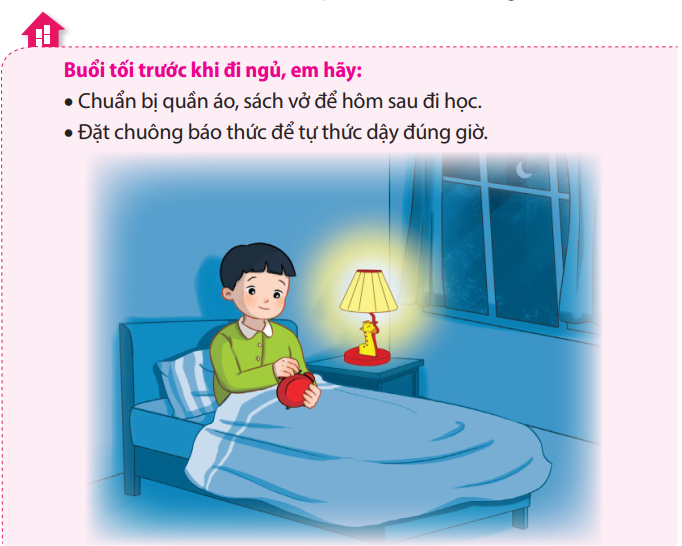 Buổi tối trước khi đi ngủ, em hãy:
• Chuẩn bị quần áo, sách vở để hôm sau đi học.
• Đặt chuông báo thức để tự thức dậy đúng giờ.